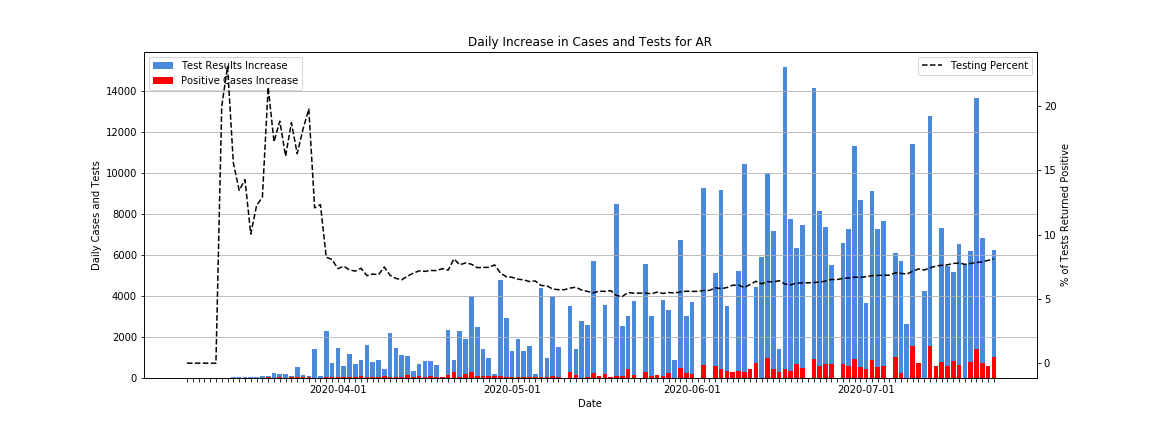 Daily Increase in Cases and Tests for AR
Test Results Increase
Positive Cases Increase
Testing Percent
14000
12000
10000
8000
6000
4000
2000
0
Daily Cases and Tests
20
15
10
5
0
% of Tests Returned Positive
2020-04-01
2020-05-01
2020-06-01
2020-07-01
Date